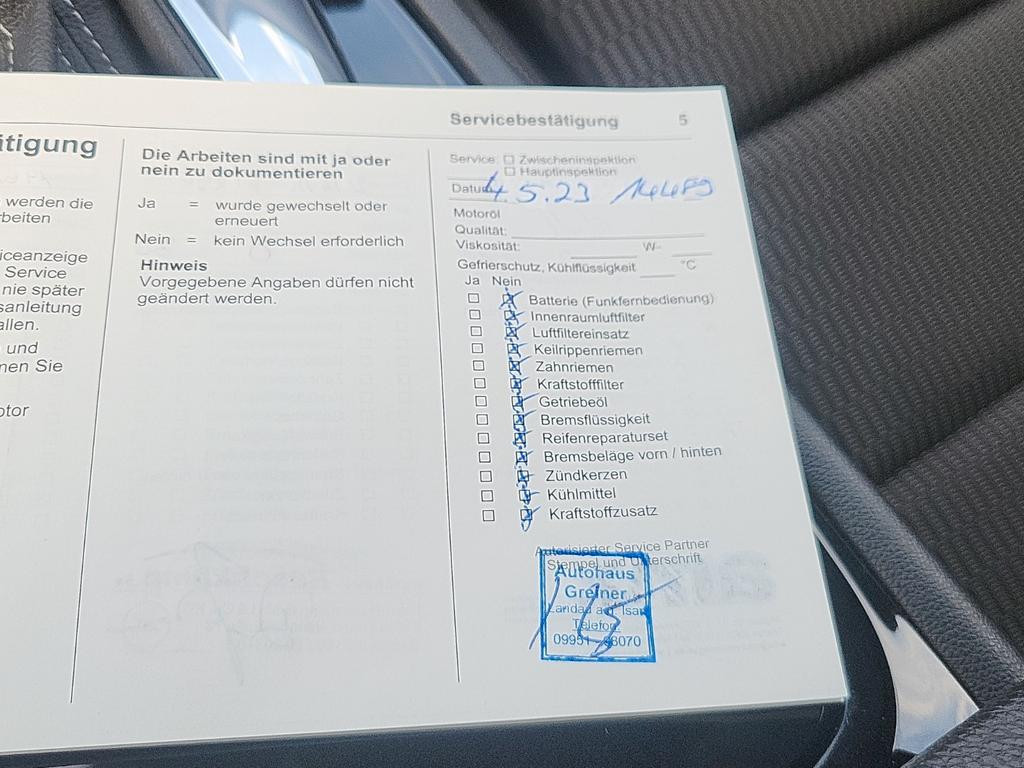 Servicebestätigung 5
tigung
werden die
beiten
iceanzeige
Service
nie später
sanleitung
allen.
und
nen Sie
otor
Die Arbeiten sind mit ja oder
nein zu dokumentieren
Ja = wurde gewechselt oder
erneuert
Nein = kein Wechsel erforderlich
Hinweis
Vorgegebene Angaben dürfen nicht
geändert werden.
Service: Zwischeninspektion
Hauptinspektion
Datum 4.5.23
Motoröl
Qualität:
Viskosität: W-
Gefrierschutz, Kühlflüssigkeit °C
Ja Nein
Batterie (Funkfernbedienung)
Innenraumluftfilter
Luftfiltereinsatz
Keilrippenriemen
Zahnriemen
Kraftstofffilter
Getriebeöl
Bremsflüssigkeit
Reifenreparaturset
Bremsbeläge vorn / hinten
Zündkerzen
Kühlmittel
Kraftstoffzusatz
Autorisierter Service Partner
Stempel und Unterschrift
Autohaus
Greiner
Landau a. d. Isar
Telefon